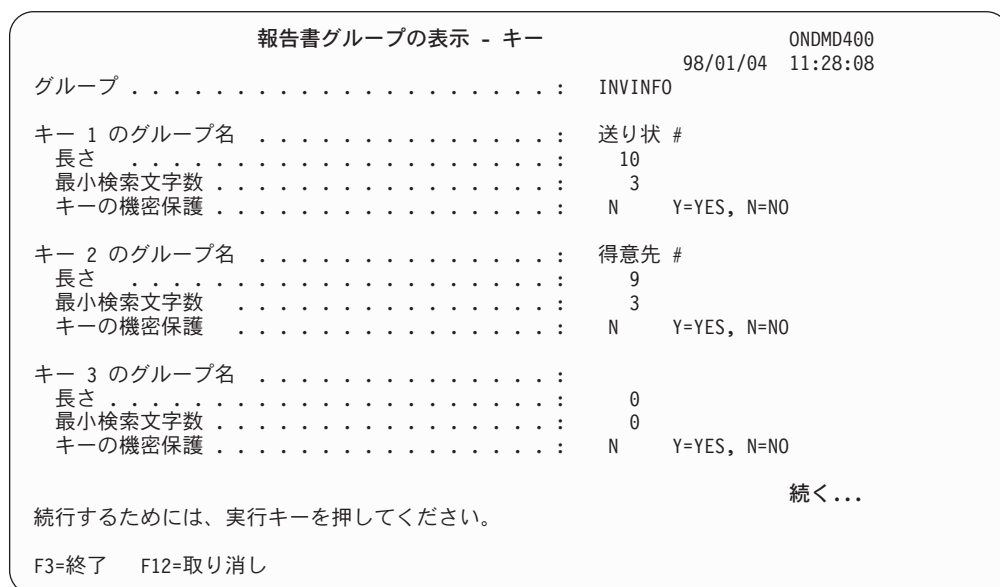 報告書グループの表示 - キー ONDMD400
98/01/04 11:28:08
グループ . . . . . . . . . . . . . . . . . . . . : INVINFO
キー 1 のグループ名 . . . . . . . . . . . . . . : 送り状 #
長さ . . . . . . . . . . . . . . . . . . . . : 10
最小検索文字数 . . . . . . . . . . . . . . . . : 3
キーの機密保護 . . . . . . . . . . . . . . . . : N Y=YES, N=NO
キー 2 のグループ名 . . . . . . . . . . . . . . : 得意先 #
長さ . . . . . . . . . . . . . . . . . . . . : 9
最小検索文字数 . . . . . . . . . . . . . . . : 3
キーの機密保護 . . . . . . . . . . . . . . . : N Y=YES, N=NO
キー 3 のグループ名 . . . . . . . . . . . . . . :
長さ . . . . . . . . . . . . . . . . . . . . . : 0
最小検索文字数 . . . . . . . . . . . . . . . . : 0
キーの機密保護 . . . . . . . . . . . . . . . . : N Y=YES, N=NO
続く...
続行するためには、実行キーを押してください。
F3=終了 F12=取り消し